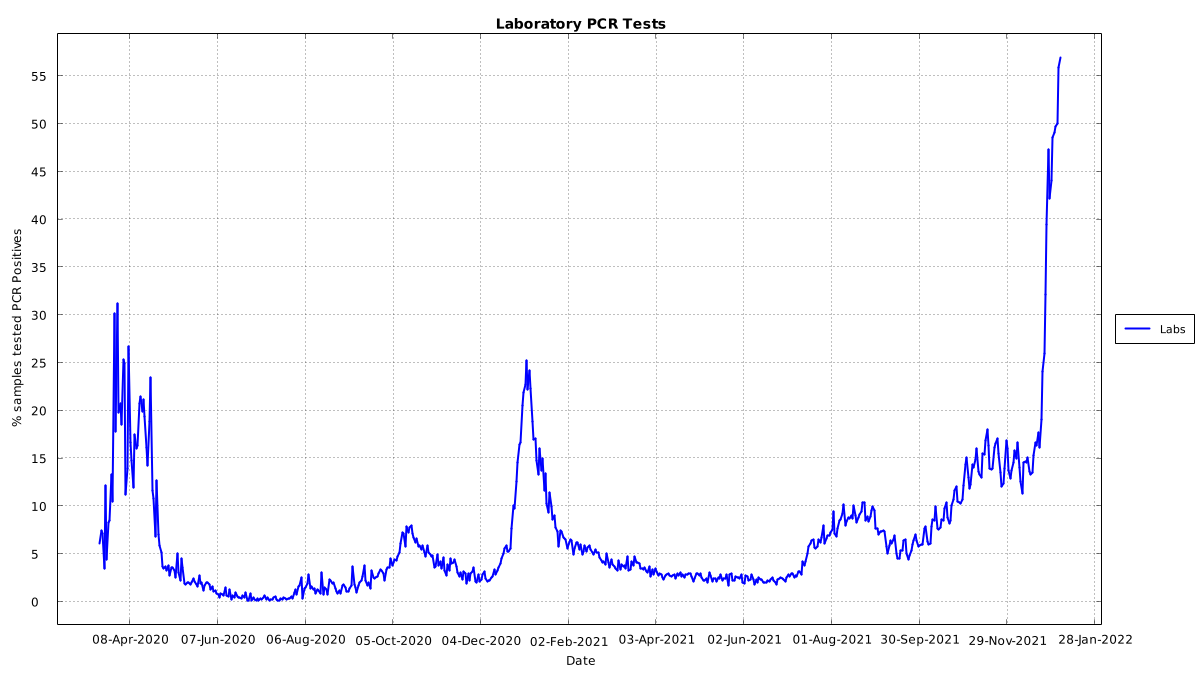 Laboratory PCR Tests
% samples tested PCR Positives
55
50
45
40
35
30
25
20
15
10
5
0
Labs
08-Apr-2020 07-Jun-2020 06-Aug-2020 05-Oct-2020 04-Dec-2020 02-Feb-2021 03-Apr-2021 02-Jun-2021 01-Aug-2021 30-Sep-2021 29-Nov-2021 28-Jan-2022
Date